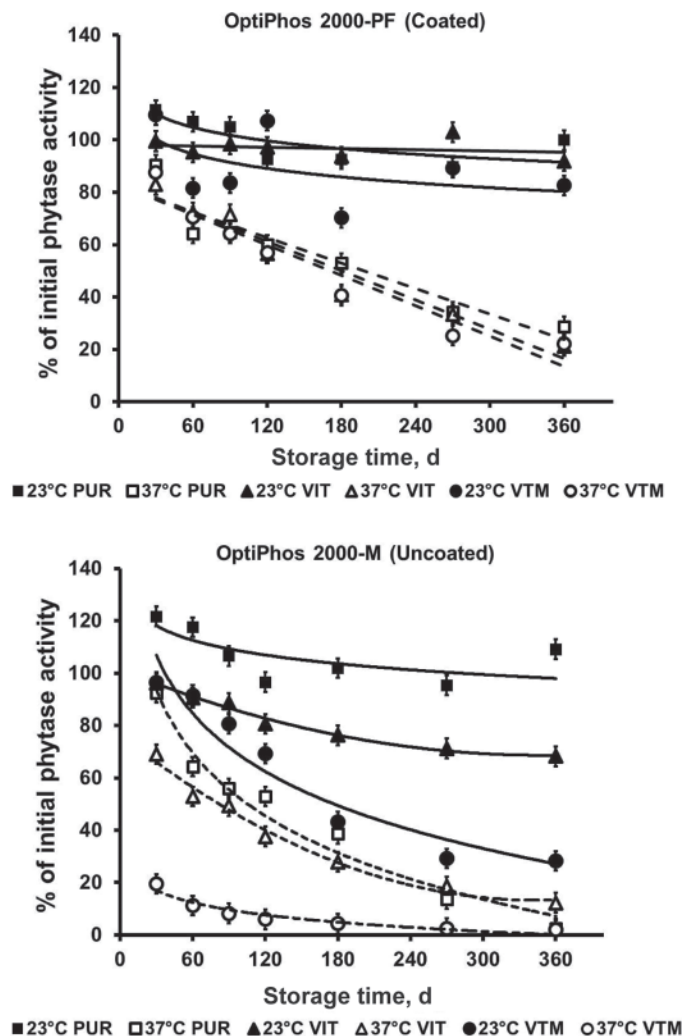 OptiPhos 2000-PF (Coated)
% of initial phytase activity
140
120
100
80
60
40
20
0
0 60 120 180 240 300 360
Storage time, d
■ 23°C PUR □ 37°C PUR ▲ 23°C VIT △ 37°C VIT ● 23°C VTM ○ 37°C VTM
OptiPhos 2000-M (Uncoated)
% of initial phytase activity
140
120
100
80
60
40
20
0
0 60 120 180 240 300 360
Storage time, d
■ 23°C PUR □ 37°C PUR ▲ 23°C VIT △ 37°C VIT ● 23°C VTM ○ 37°C VTM